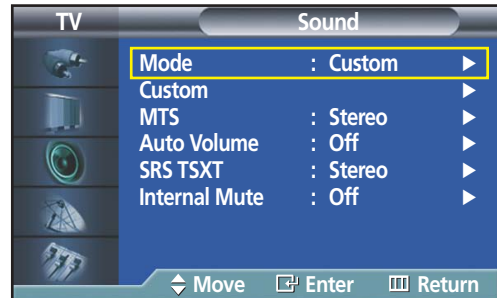 TV Sound
Mode : Custom
Custom
MTS : Stereo
Auto Volume : Off
SRS TSXT : Stereo
Internal Mute : Off
Move Enter Return